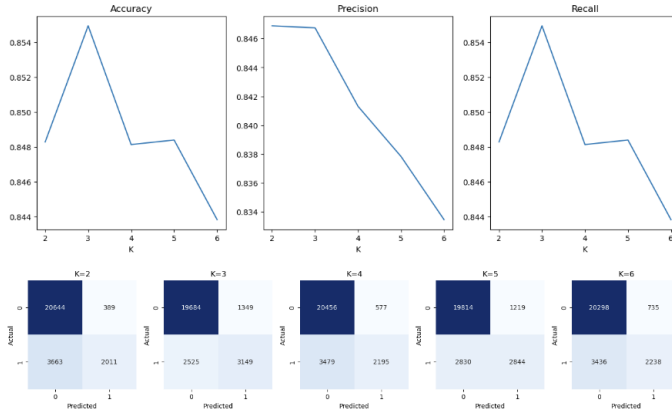 Accuracy
Precision
Recall
0.854
0.852
0.850
0.848
0.846
0.844
2 3 4 5 6
K
0.846
0.844
0.842
0.840
0.838
0.836
0.834
2 3 4 5 6
K
0.854
0.852
0.850
0.848
0.846
0.844
2 3 4 5 6
K
K=2
Actual
0
1
20644 389
3663 2011
0 1
Predicted
K=3
Actual
0
1
19684 1349
2525 3149
0 1
Predicted
K=4
Actual
0
1
20456 577
3479 2195
0 1
Predicted
K=5
Actual
0
1
19814 1219
2830 2844
0 1
Predicted
K=6
Actual
0
1
20298 735
3436 2238
0 1
Predicted